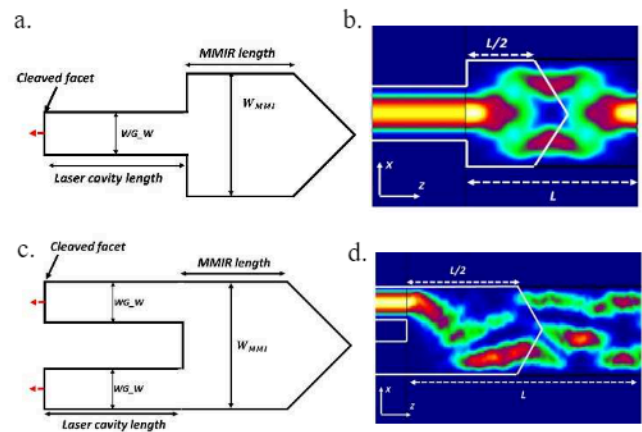 a.
MMIR length
Cleaved facet
WG_W
W_MMI
Laser cavity length
b.
L/2
X
Z
L
c.
Cleaved facet
MMIR length
WG_W
W_MMI
WG_W
Laser cavity length
d.
L/2
X
Z
L